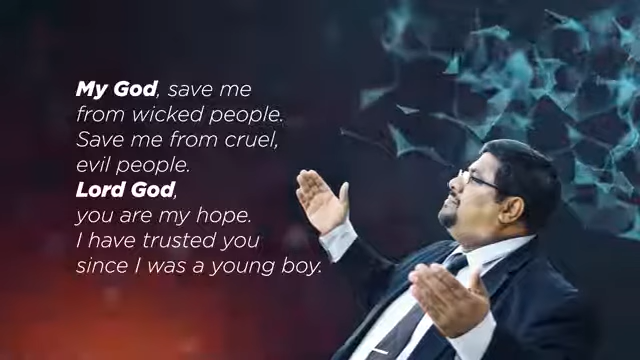 My God, save me
from wicked people.
Save me from cruel,
evil people.
Lord God,
you are my hope.
I have trusted you
since I was a young boy.